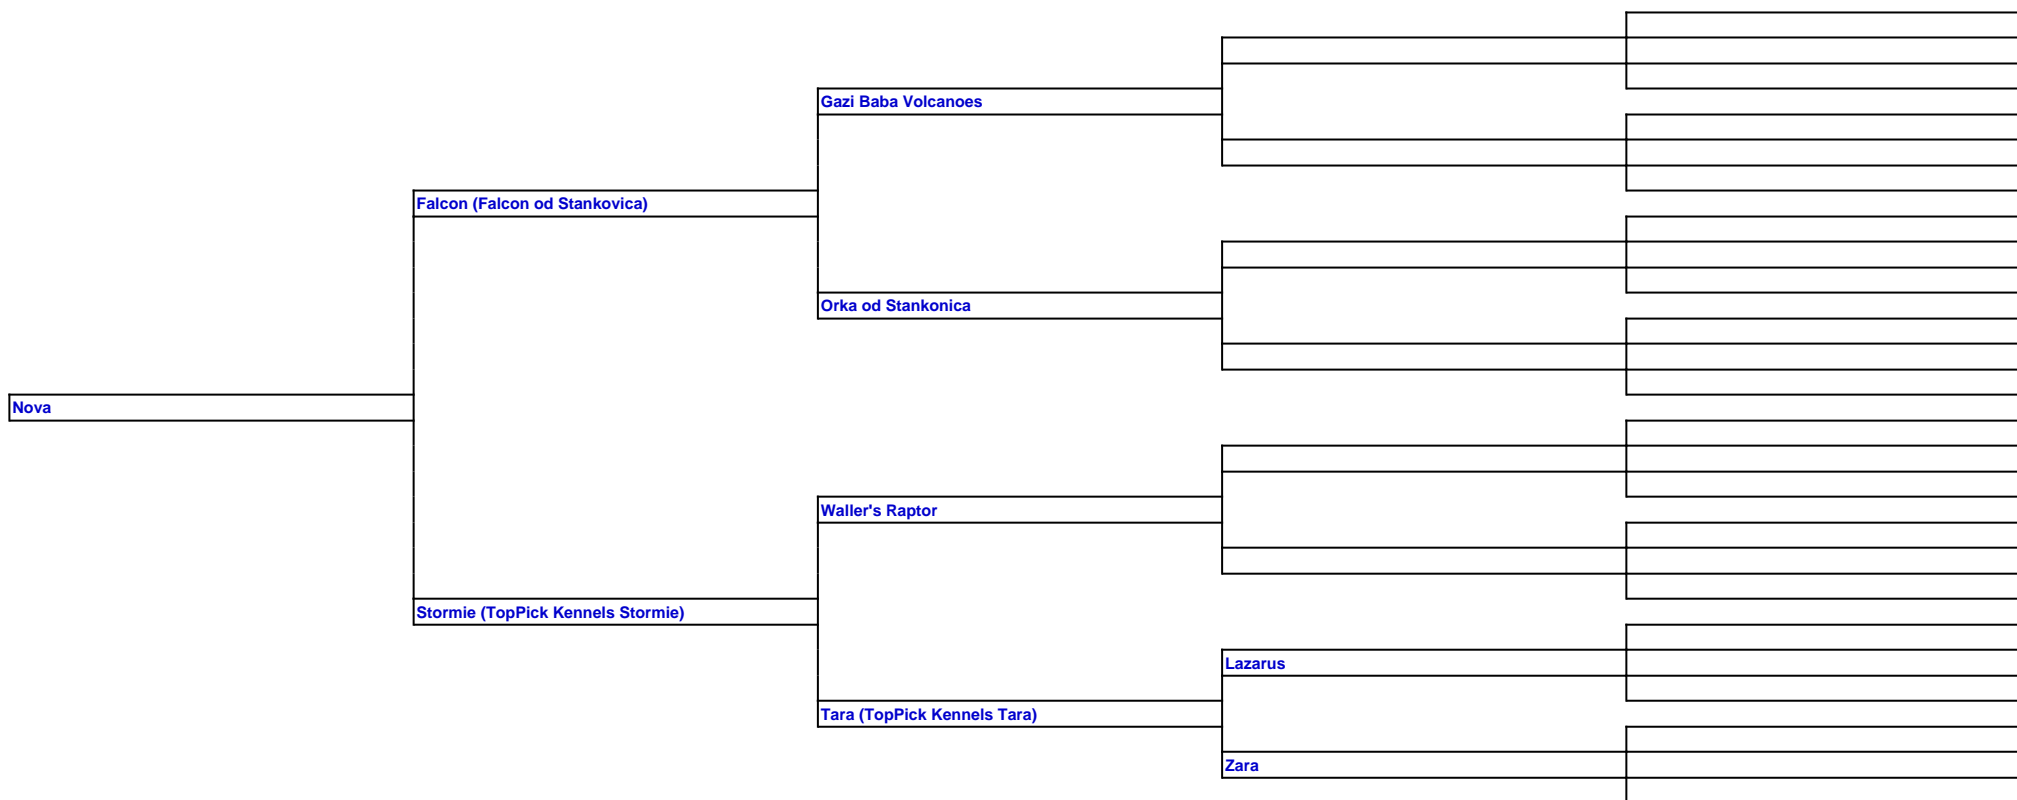 Gazi Baba Volcanoes
Falcon (Falcon od Stankovica)
Orka od Stankonica
Nova
Waller's Raptor
Stormie (TopPick Kennels Stormie)
Lazarus
Tara (TopPick Kennels Tara)
Zara